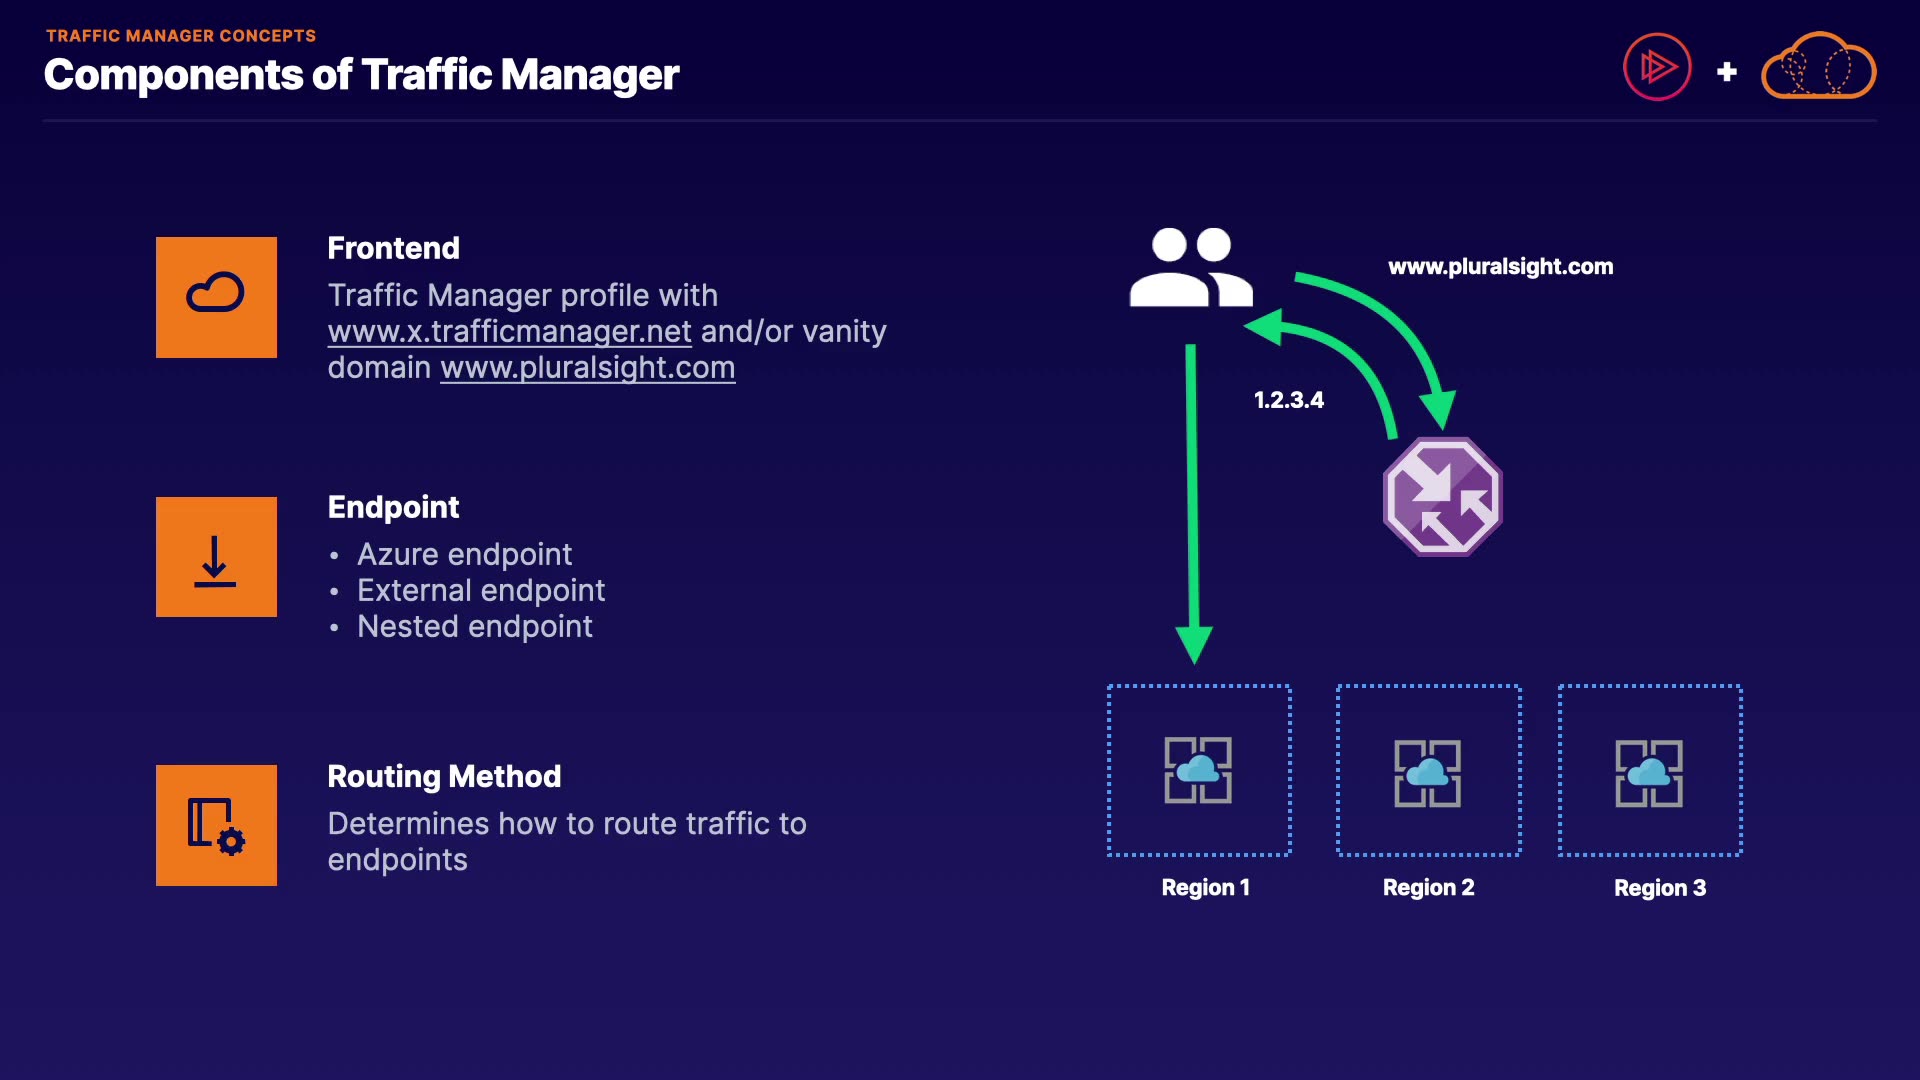 TRAFFIC MANAGER CONCEPTS
Components of Traffic Manager
Frontend
Traffic Manager profile with
www.x.trafficmanager.net and/or vanity
domain www.pluralsight.com
Endpoint
• Azure endpoint
• External endpoint
• Nested endpoint
Routing Method
Determines how to route traffic to
endpoints
www.pluralsight.com
1.2.3.4
Region 1
Region 2
Region 3